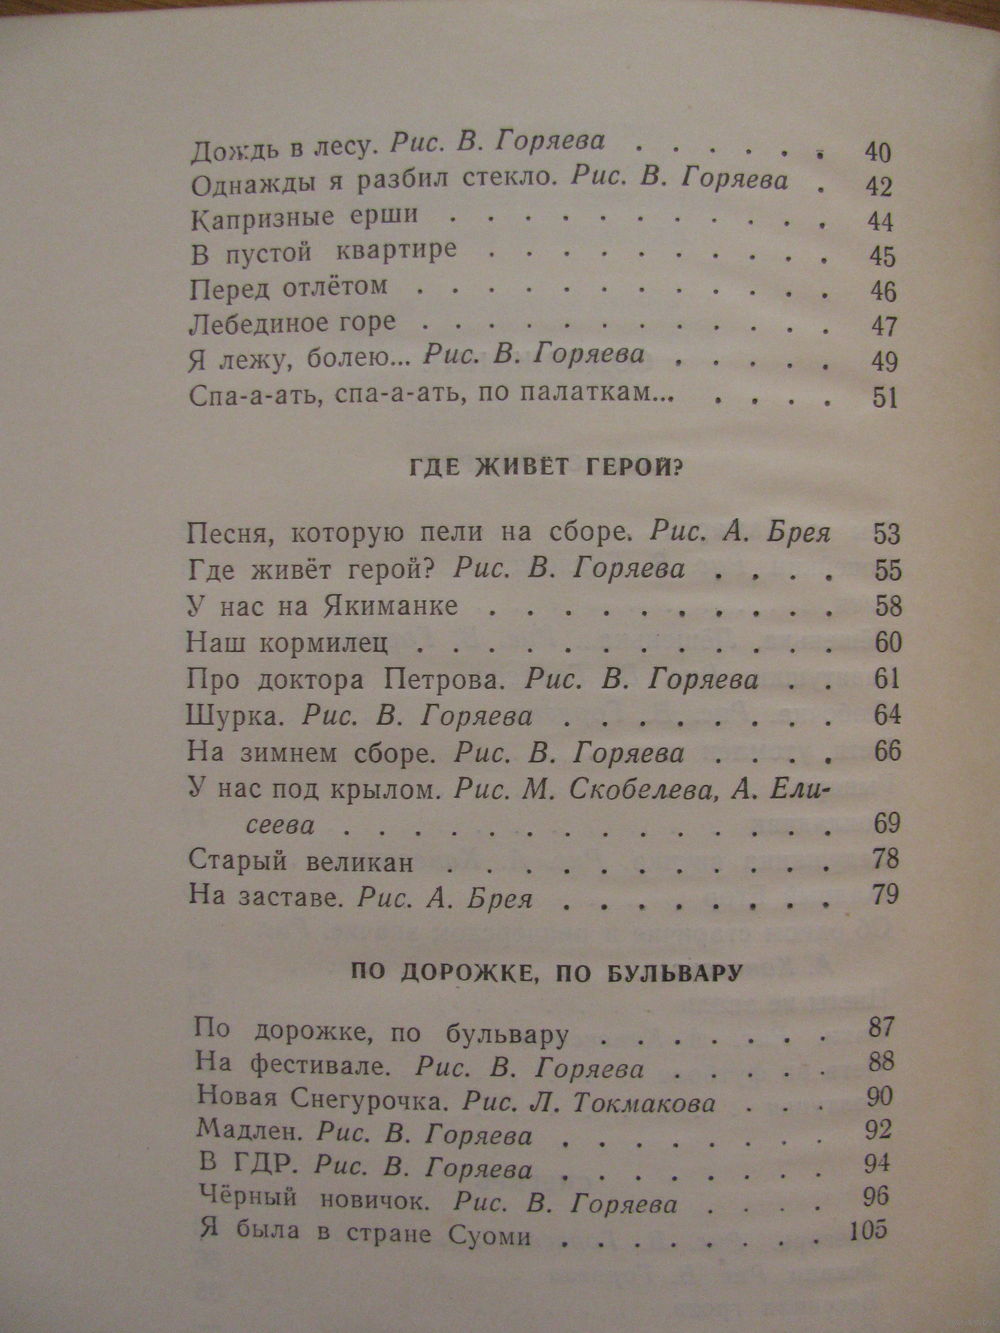 Дождь в лесу. Рис. В. Горяева . . . . . . 40
Однажды я разбил стекло. Рис. В. Горяева . 42
Капризные ерши . . . . . . . . . . . 44
В пустой квартире . . . . . . . . . . 45
Перед отлётом . . . . . . . . . . . . 46
Лебединое горе . . . . . . . . . . . . 47
Я лежу, болею... Рис. В. Горяева . . . . . 49
Спа-а-ать, спа-а-ать, по палаткам... . . . . 51
ГДЕ ЖИВЁТ ГЕРОЙ?
Песня, которую пели на сборе. Рис. А. Брея 53
Где живёт герой? Рис. В. Горяева . . . . 55
У нас на Якиманке . . . . . . . . . . 58
Наш кормилец . . . . . . . . . . . . 60
Про доктора Петрова. Рис. В. Горяева . . 61
Шурка. Рис. В. Горяева . . . . . . . . 64
На зимнем сборе. Рис. В. Горяева . . . . 66
У нас под крылом. Рис. М. Скобелева, А. Ели-
сеева . . . . . . . . . . . . . . 69
Старый великан . . . . . . . . . . . 78
На заставе. Рис. А. Брея . . . . . . . . 79
ПО ДОРОЖКЕ, ПО БУЛЬВАРУ
По дорожке, по бульвару . . . . . . . 87
На фестивале. Рис. В. Горяева . . . . . 88
Новая Снегурочка. Рис. Л. Токмакова . . . 90
Мадлен. Рис. В. Горяева . . . . . . . . 92
В ГДР. Рис. В. Горяева . . . . . . . . 94
Чёрный новичок. Рис. В. Горяева . . . . 96
Я была в стране Суоми . . . . . . . . 105